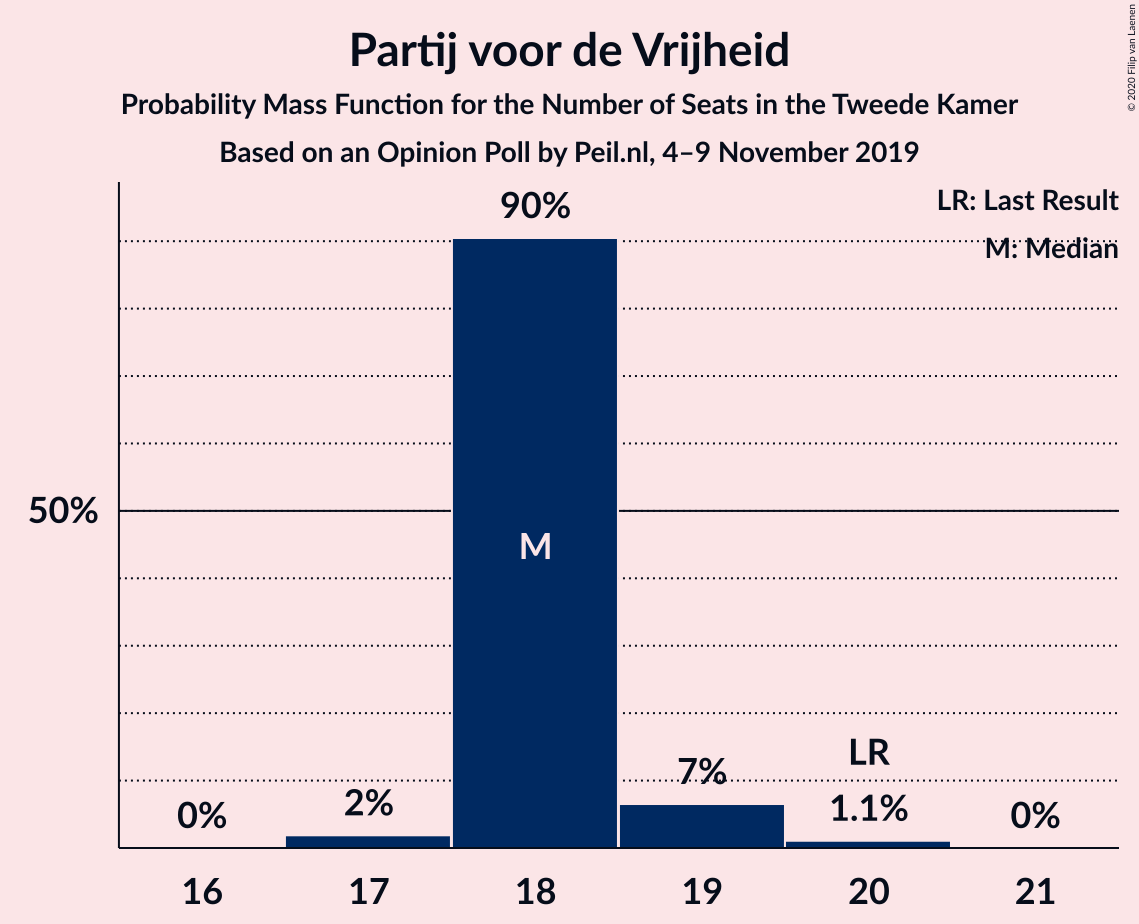 Partij voor de Vrijheid
Probability Mass Function for the Number of Seats in the Tweede Kamer
Based on an Opinion Poll by Peil.nl, 4–9 November 2019
© 2020 Filip van Laenen
LR: Last Result
M: Median
90%
50%
M
LR
7%
0%
2%
1.1%
0%
16 17 18 19 20 21